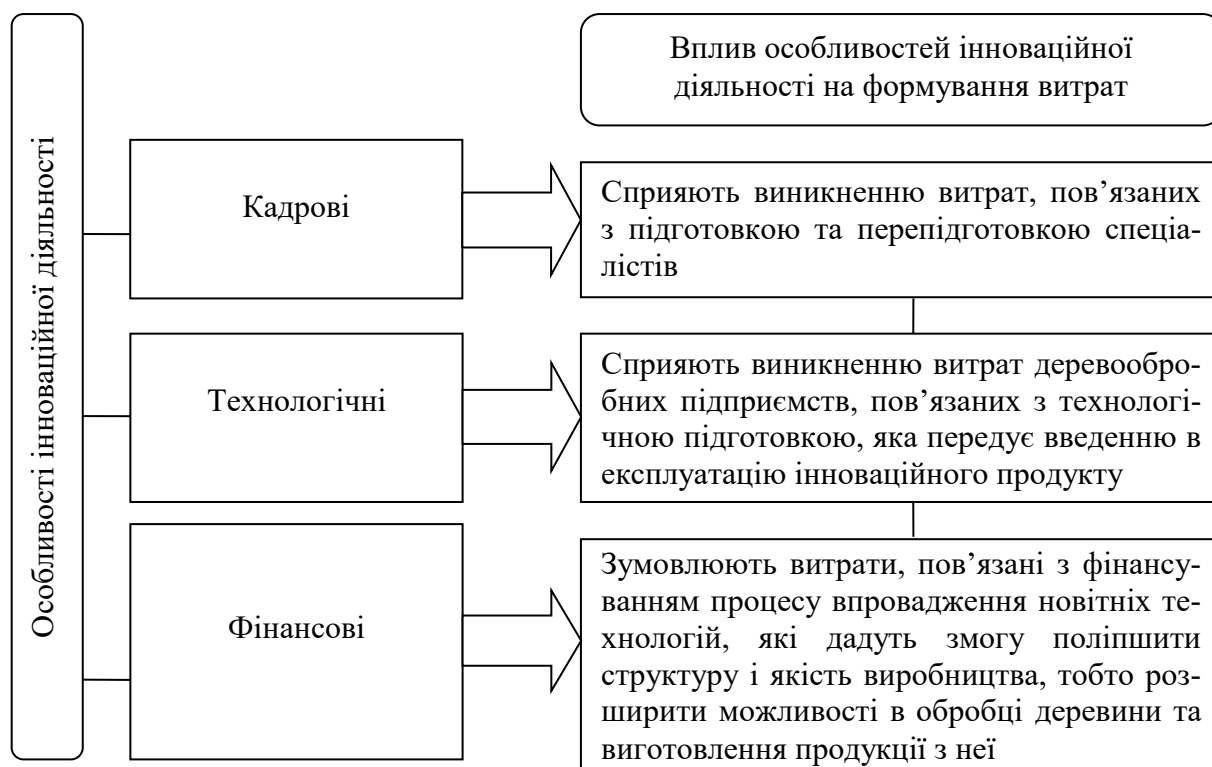 Особливості інноваційної діяльності
Вплив особливостей інноваційної
діяльності на формування витрат
Кадрові
Сприяють виникненню витрат, пов’язаних
з підготовкою та перепідготовкою спеціа-
лістів
Технологічні
Сприяють виникненню витрат деревообро-
бних підприємств, пов’язаних з технологі-
чною підготовкою, яка передує введенню в
експлуатацію інноваційного продукту
Фінансові
Зумовлюють витрати, пов’язані з фінансу-
ванням процесу впровадження новітніх те-
хнологій, які дадуть змогу поліпшити
структуру і якість виробництва, тобто роз-
ширити можливості в обробці деревини та
виготовлення продукції з неї